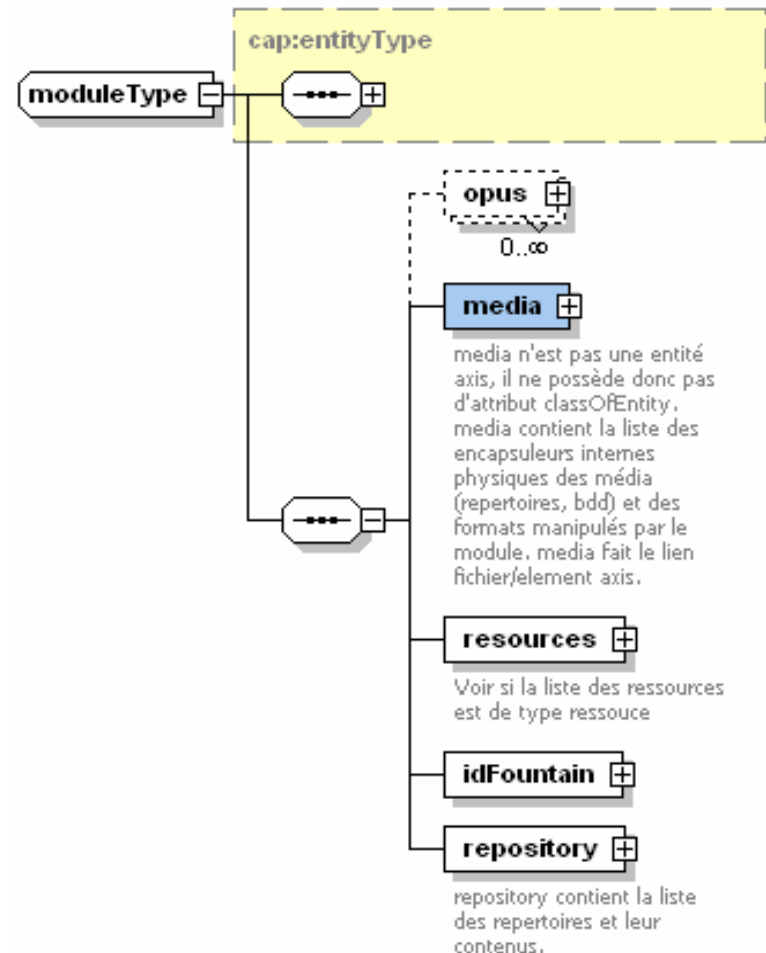 cap:entityType
moduleType
opus
0..∞
media
media n'est pas une entité
axis, il ne possède donc pas
d'attribut classOfEntity.
media contient la liste des
encapsuleurs internes
physiques des média
(repertoires, bdd) et des
formats manipulés par le
module. media fait le lien
fichier/element axis.
resources
Voir si la liste des ressources
est de type ressouce
idFountain
repository
repository contient la liste
des repertoires et leur
contenus.